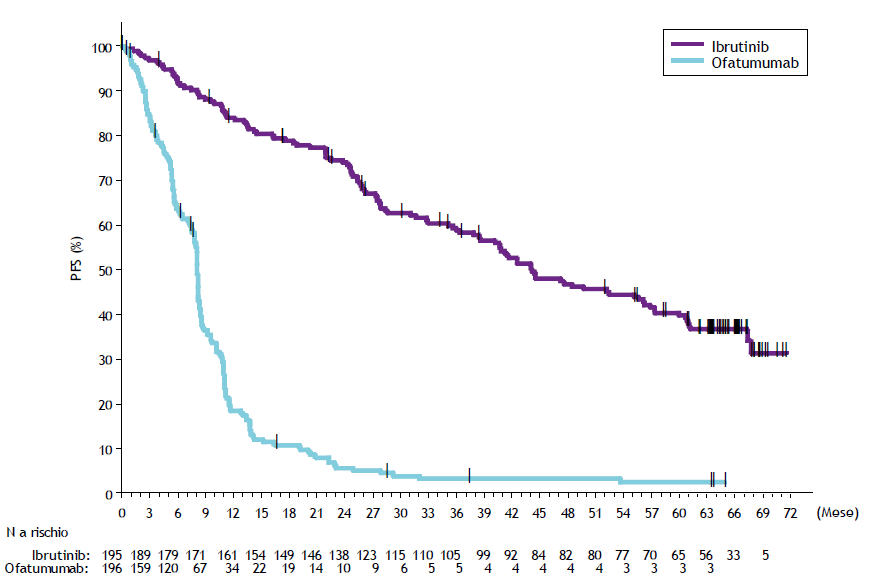 Ibrutinib
Ofatumumab
PFS (%)
100
90
80
70
60
50
40
30
20
10
0
0 3 6 9 12 15 18 21 24 27 30 33 36 39 42 45 48 51 54 57 60 63 66 69 72 (Mese)
N a rischio
Ibrutinib: 195 189 179 171 161 154 149 146 138 123 115 110 105 99 92 84 82 80 77 70 65 56 33 5
Ofatumumab: 196 159 120 67 34 22 19 14 10 9 6 5 5 4 4 4 4 4 3 3 3 3